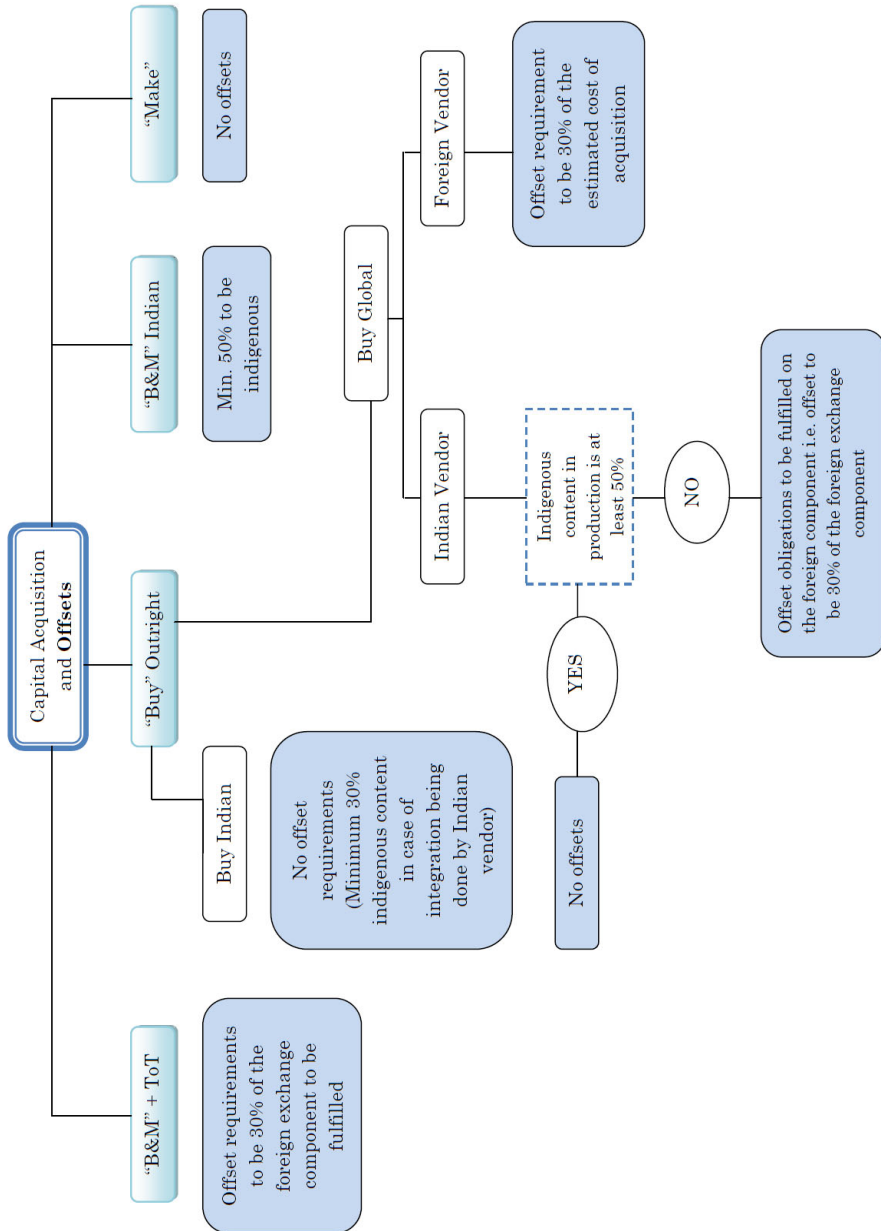 Capital Acquisition
and Offsets
“B&M” + ToT
“Buy” Outright
“B&M” Indian
“Make”
Offset requirements
to be 30% of the
foreign exchange
component to be
fulfilled
Buy Indian
Min. 50% to be
indigenous
No offsets
No offset
requirements
(Minimum 30%
indigenous content
in case of
integration being
done by Indian
vendor)
Buy Global
Indian Vendor
Foreign Vendor
Indigenous
content in
production is at
least 50%
Offset requirement
to be 30% of the
estimated cost of
acquisition
No offsets
YES
NO
Offset obligations to be fulfilled on
the foreign component i.e. offset to
be 30% of the foreign exchange
component